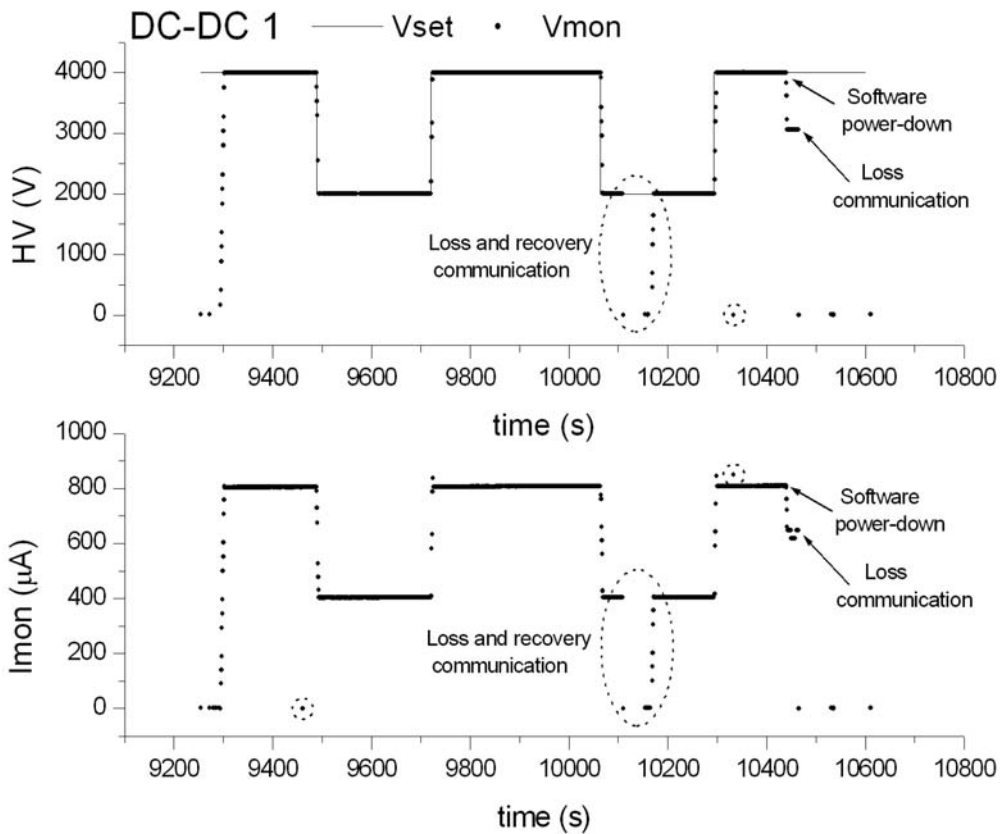 DC-DC 1 Vset Vmon
4000
3000
2000
1000
0
HV (V)
Software
power-down
Loss
communication
Loss and recovery
communication
9200 9400 9600 9800 10000 10200 10400 10600 10800
time (s)
1000
800
600
400
200
0
Imon (μA)
Software
power-down
Loss
communication
Loss and recovery
communication
9200 9400 9600 9800 10000 10200 10400 10600 10800
time (s)